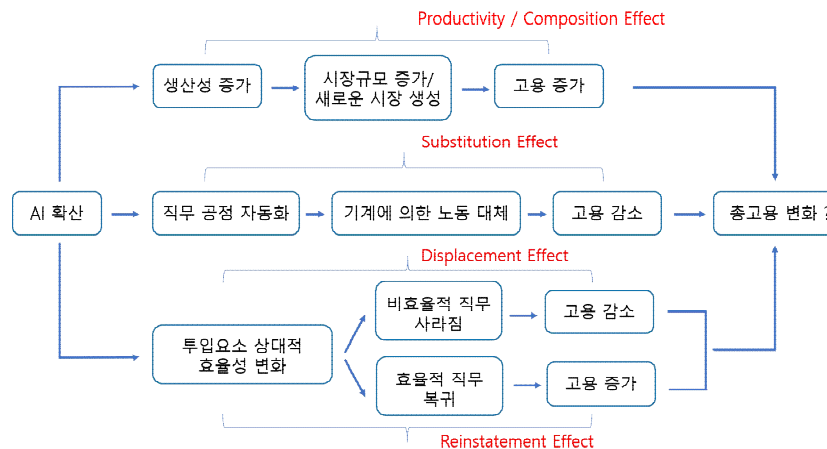 Productivity / Composition Effect
생산성 증가
시장규모 증가/
새로운 시장 생성
고용 증가
Substitution Effect
AI 확산
직무 공정 자동화
기계에 의한 노동 대체
고용 감소
총고용 변화 ?
Displacement Effect
투입요소 상대적
효율성 변화
비효율적 직무
사라짐
고용 감소
효율적 직무
복귀
고용 증가
Reinstatement Effect